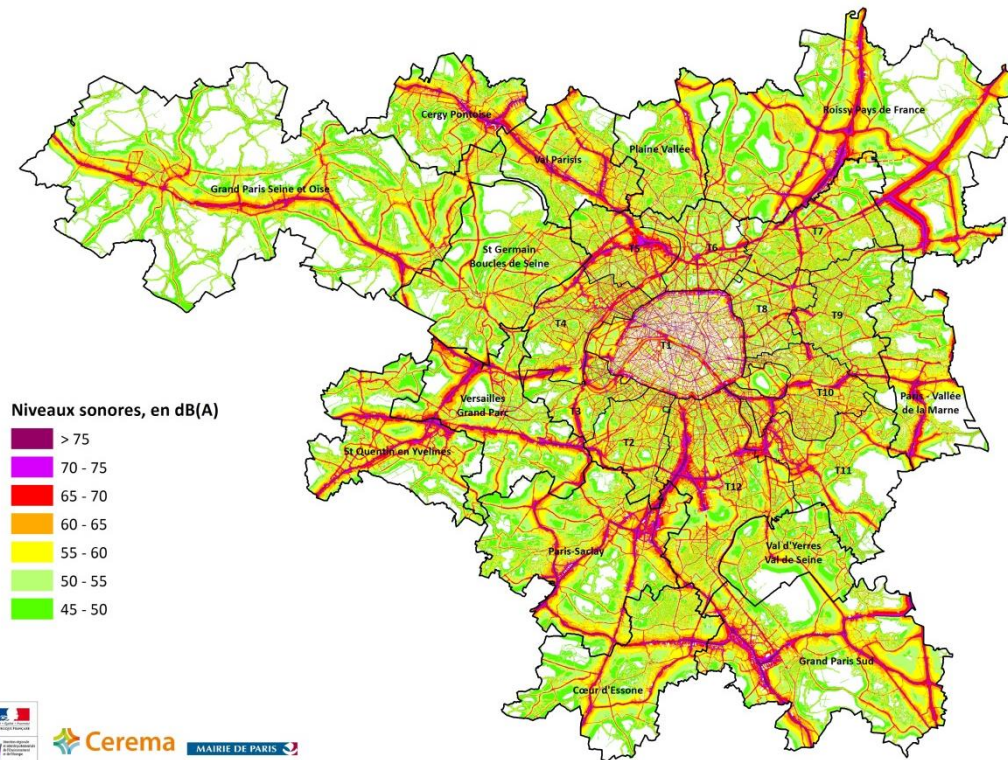 Roissy Pays de France
Cergy Pontoise
Plaine Vallée
Val Parisis
Grand Paris Seine et Oise
T7
T5
T6
St Germain
Boucles de Seine
T8
T9
T4
T1
T10
Paris - Vallée
de la Marne
Versailles
Grand Parc
T3
T2
St Quentin en Yvelines
T11
T12
Paris-Saclay
Val d'Yerres
Val de Seine
Grand Paris Sud
Cœur d'Essone
Niveaux sonores, en dB(A)
> 75
70 - 75
65 - 70
60 - 65
55 - 60
50 - 55
45 - 50
Cerema
MAIRIE DE PARIS